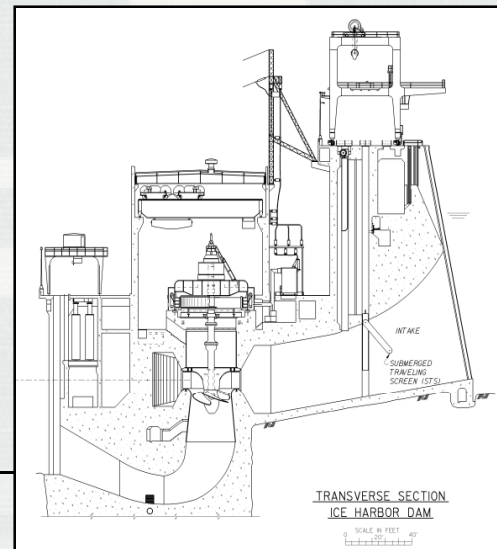 INTAKE
SUBMERGED
TRAVELING
SCREEN (STS)
TRANSVERSE SECTION
ICE HARBOR DAM
SCALE IN FEET
0 20' 40'